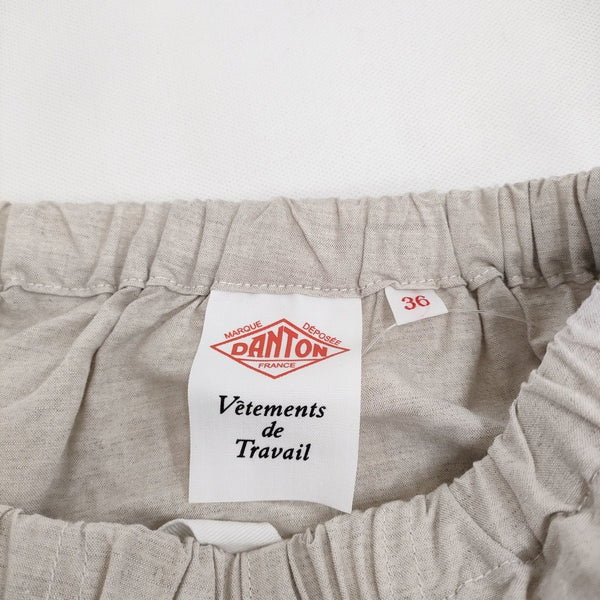 MARQUE DÉPOSÉE
DANTON
FRANCE
Vêtements
de
Travail
36